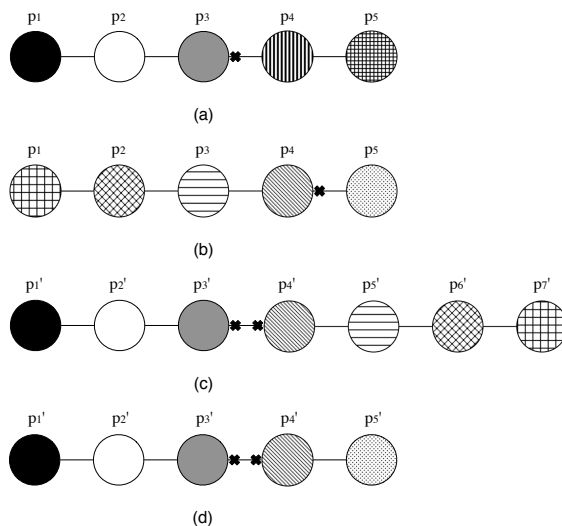 p1 p2 p3 p4 p5
(a)
p1 p2 p3 p4 p5
(b)
p1' p2' p3' p4' p5' p6' p7'
(c)
p1' p2' p3' p4' p5'
(d)